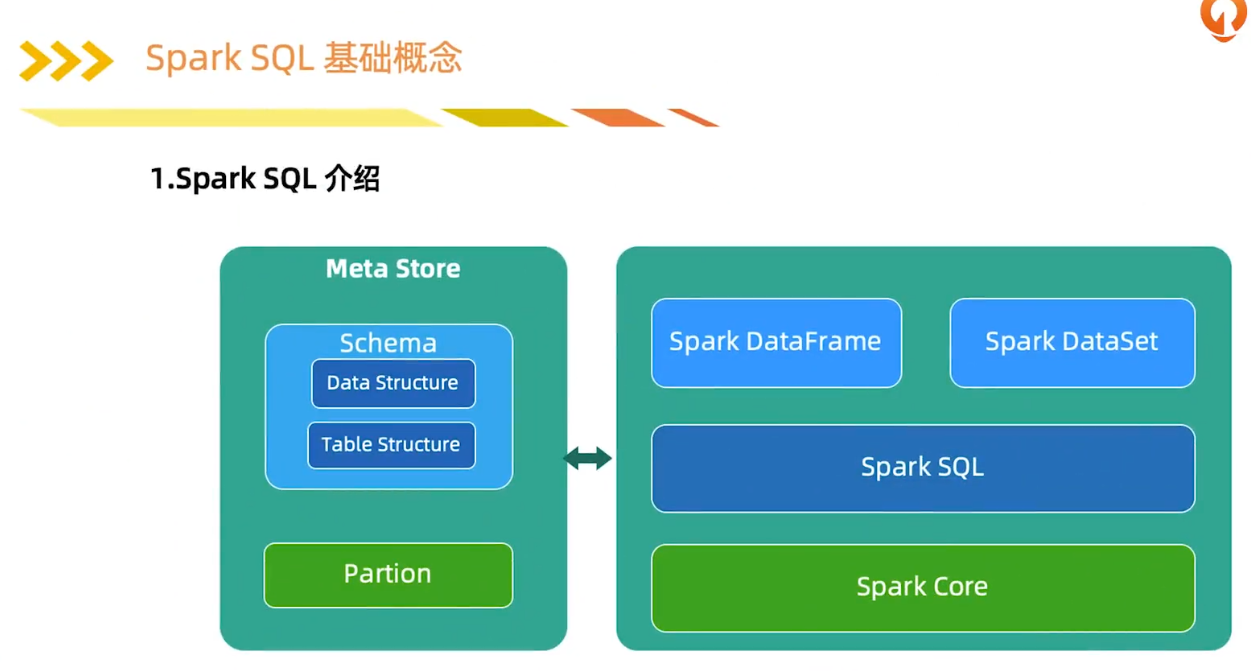 Spark SQL 基础概念
1.Spark SQL 介绍
Meta Store
Schema
Data Structure
Table Structure
Partion
Spark DataFrame
Spark DataSet
Spark SQL
Spark Core